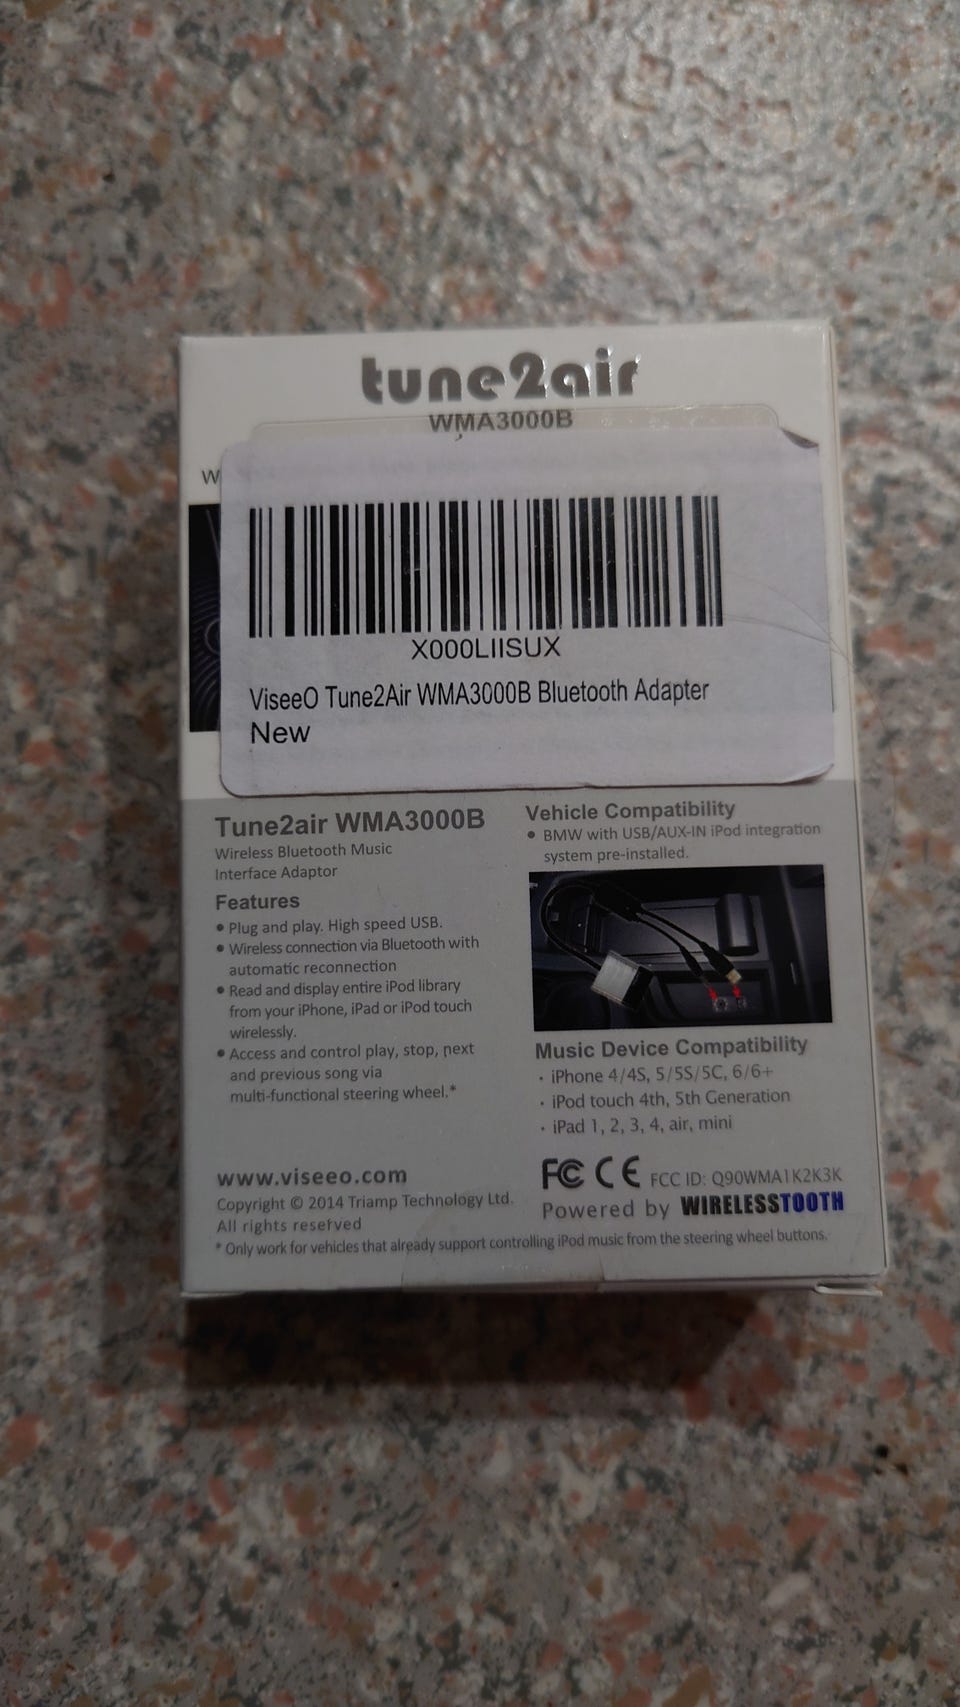 tune2air
WMA3000B
W
X000LIISUX
ViseeO Tune2Air WMA3000B Bluetooth Adapter
New
Tune2air WMA3000B
Wireless Bluetooth Music
Interface Adaptor
Features
• Plug and play. High speed USB.
• Wireless connection via Bluetooth with
automatic reconnection
• Read and display entire iPod library
from your iPhone, iPad or iPod touch
wirelessly.
• Access and control play, stop, next
and previous song via
multi-functional steering wheel.*
Vehicle Compatibility
• BMW with USB/AUX-IN iPod integration
system pre-installed.
Music Device Compatibility
· iPhone 4/4S, 5/5S/5C, 6/6+
· iPod touch 4th, 5th Generation
· iPad 1, 2, 3, 4, air, mini
www.viseeo.com
Copyright © 2014 Triamp Technology Ltd.
All rights reserved
FC CE FCC ID: Q90WMA1K2K3K
Powered by WIRELESSTOOTH
* Only work for vehicles that already support controlling iPod music from the steering wheel buttons.